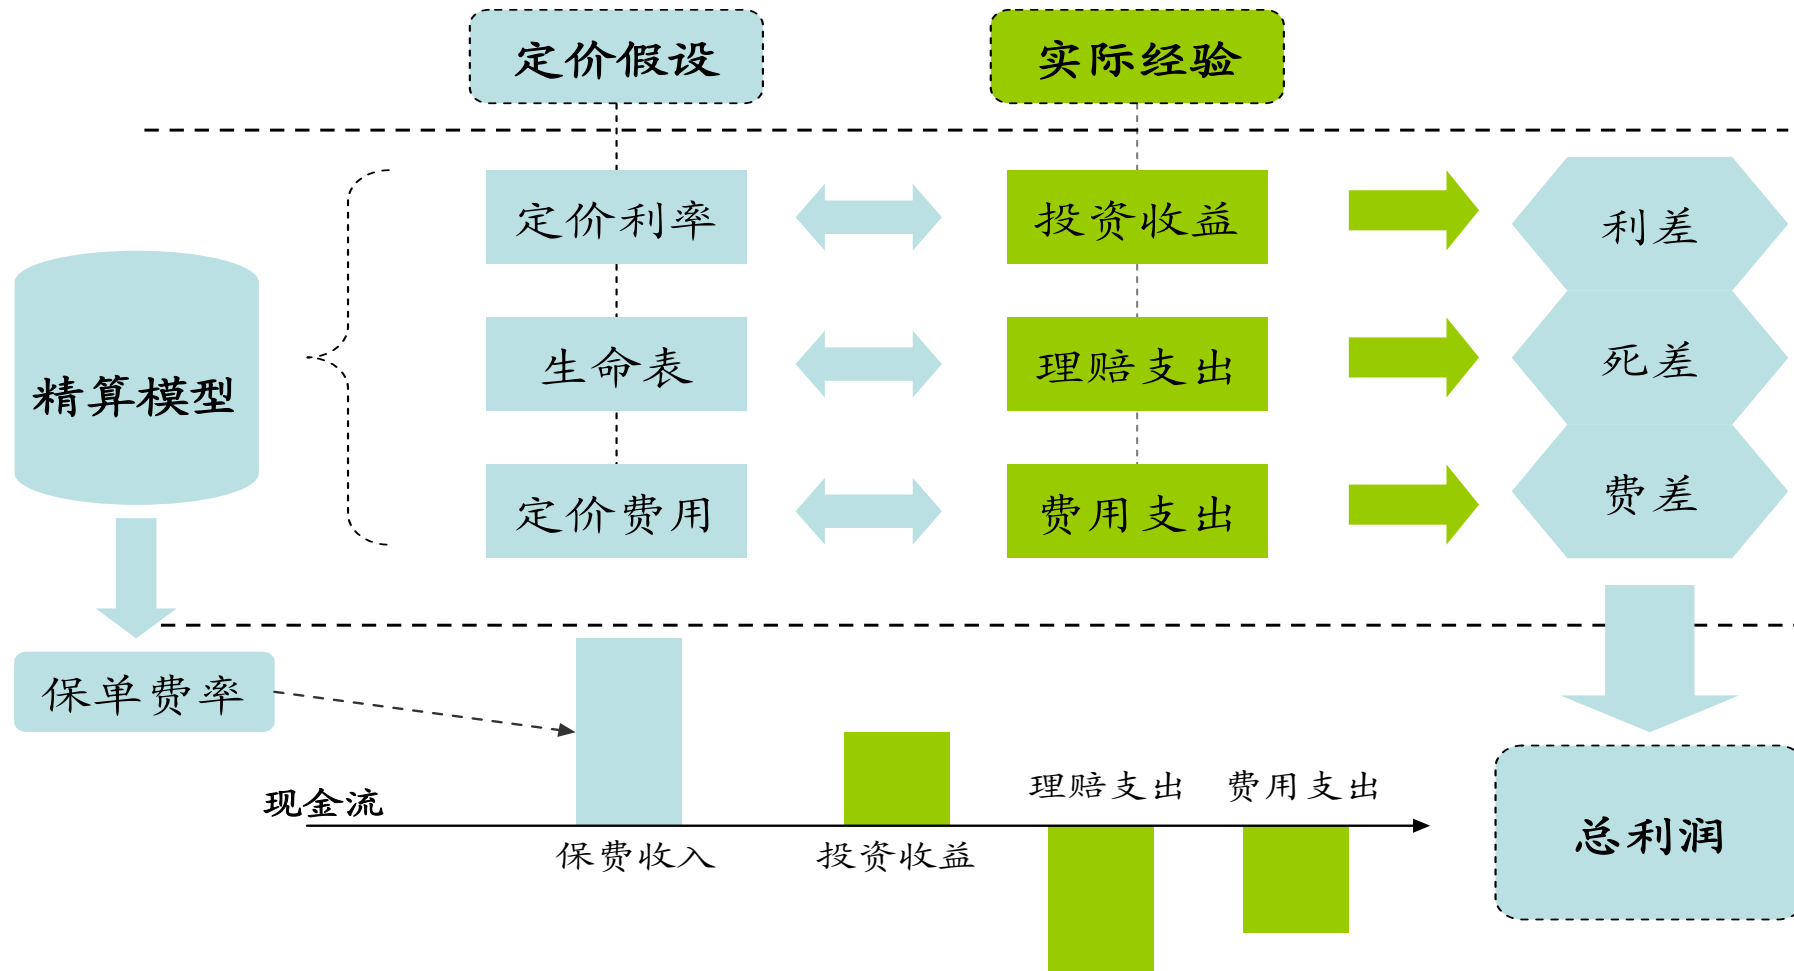 定价假设
实际经验
定价利率
投资收益
利差
精算模型
生命表
理赔支出
死差
定价费用
费用支出
费差
保单费率
现金流
保费收入
投资收益
理赔支出
费用支出
总利润